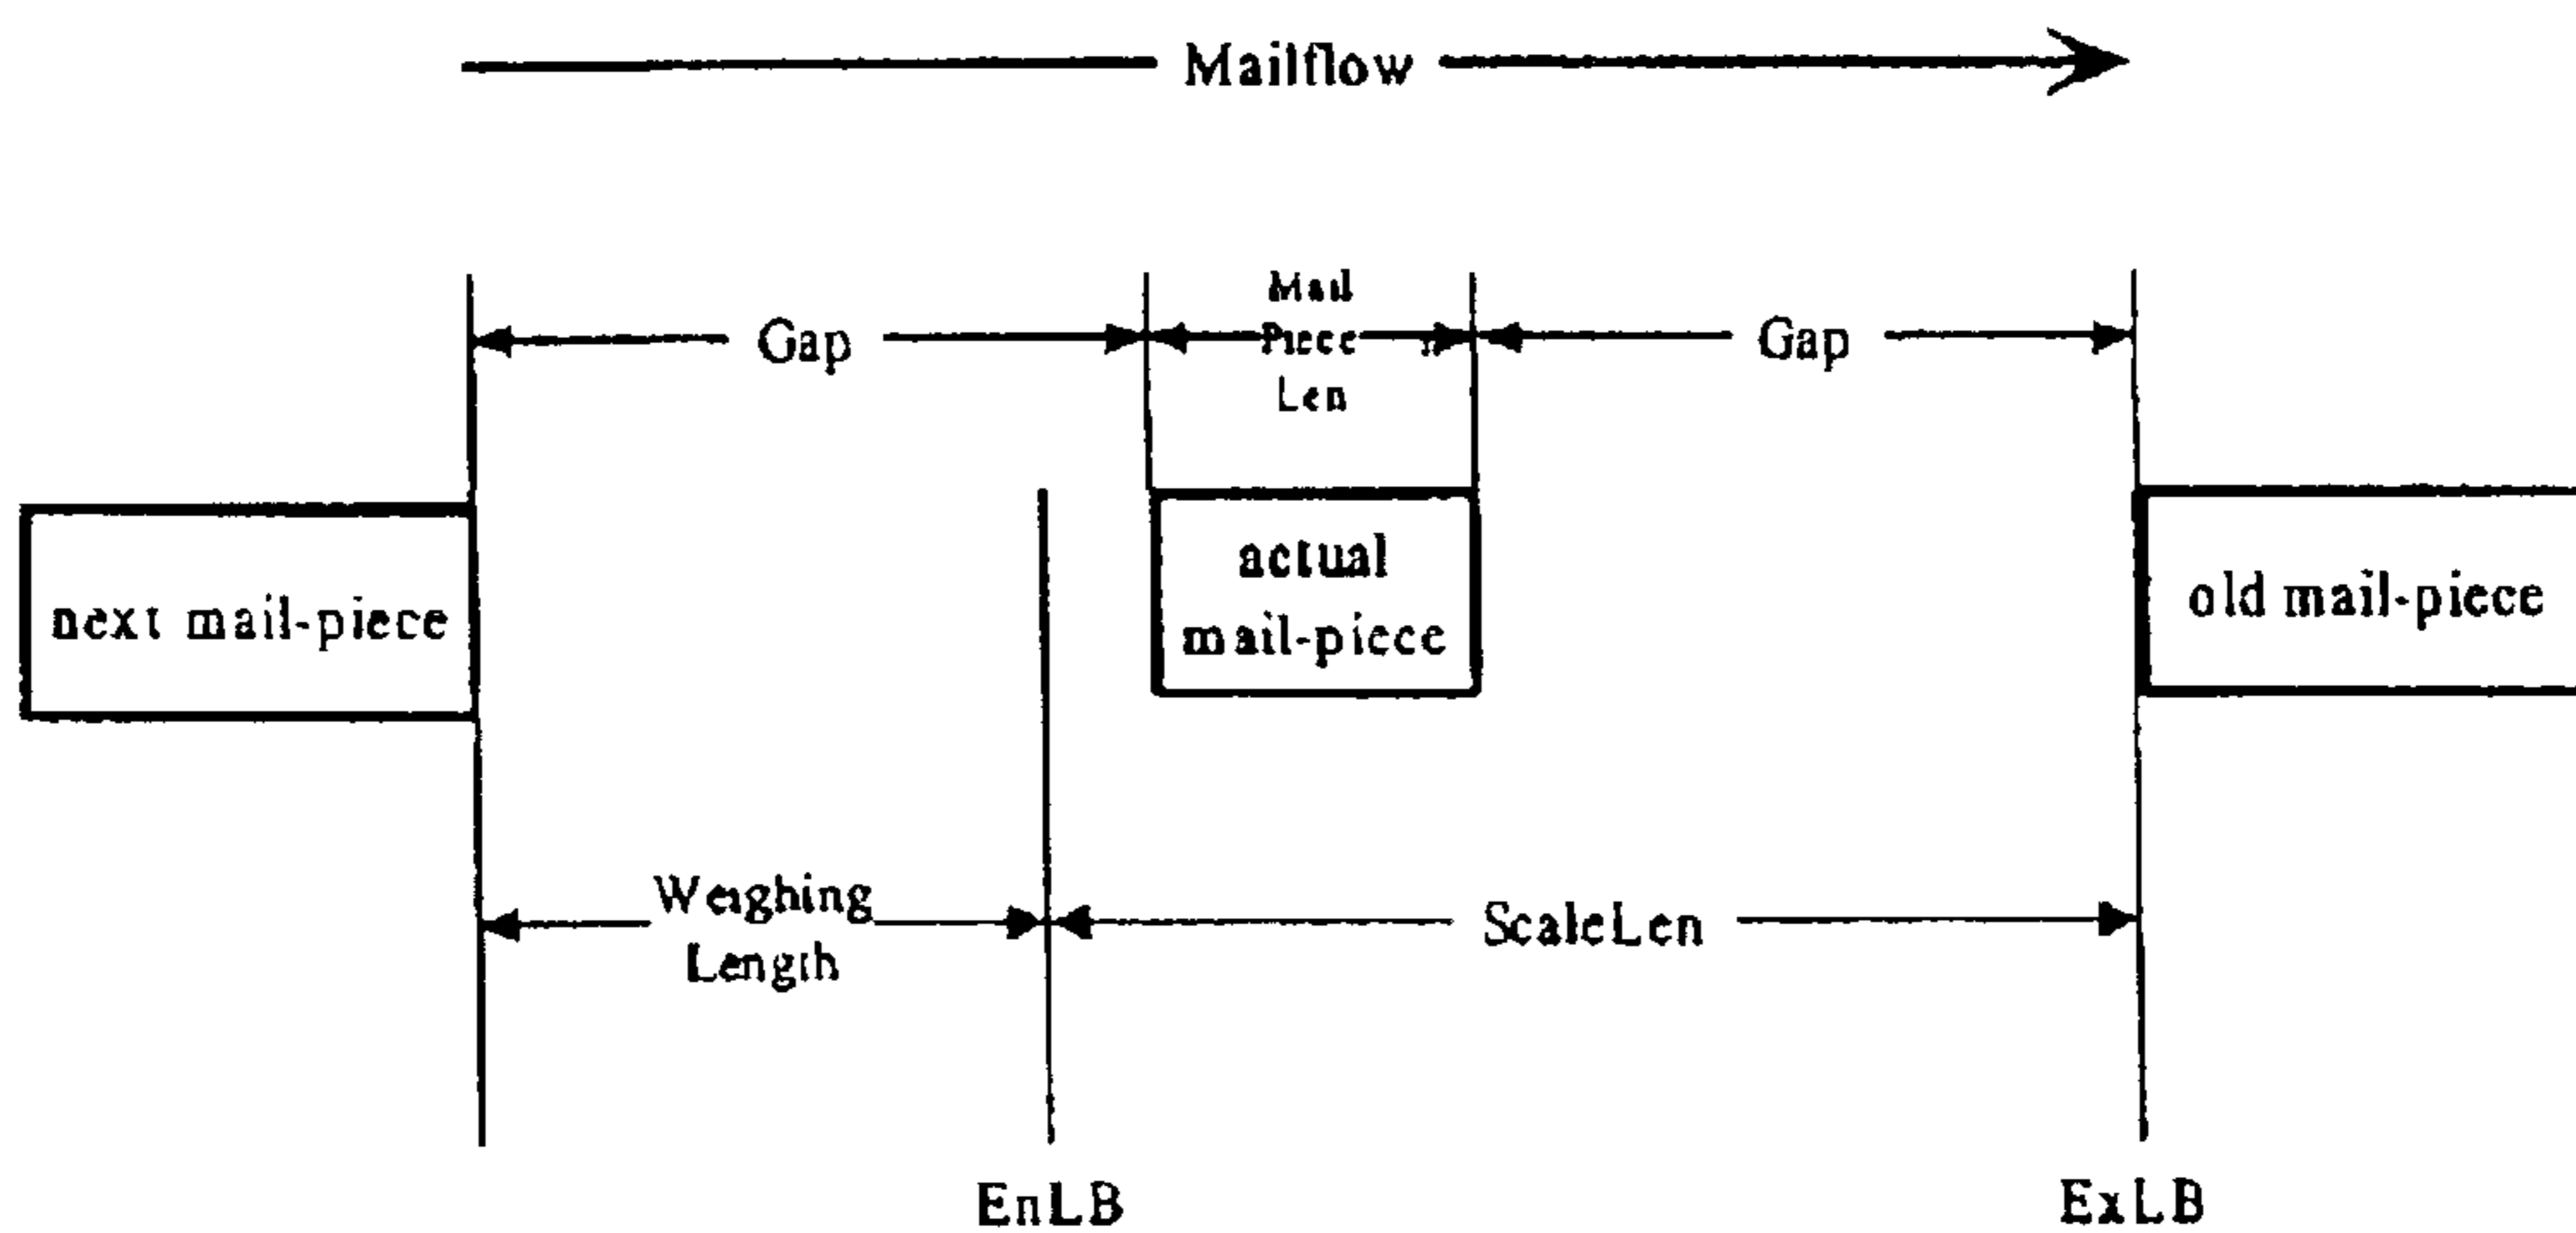 Mailflow
Gap
Mail
Piece
Len
Gap
next mail-piece
actual
mail-piece
old mail-piece
Weighing
Length
ScaleLen
EnLB
ExLB